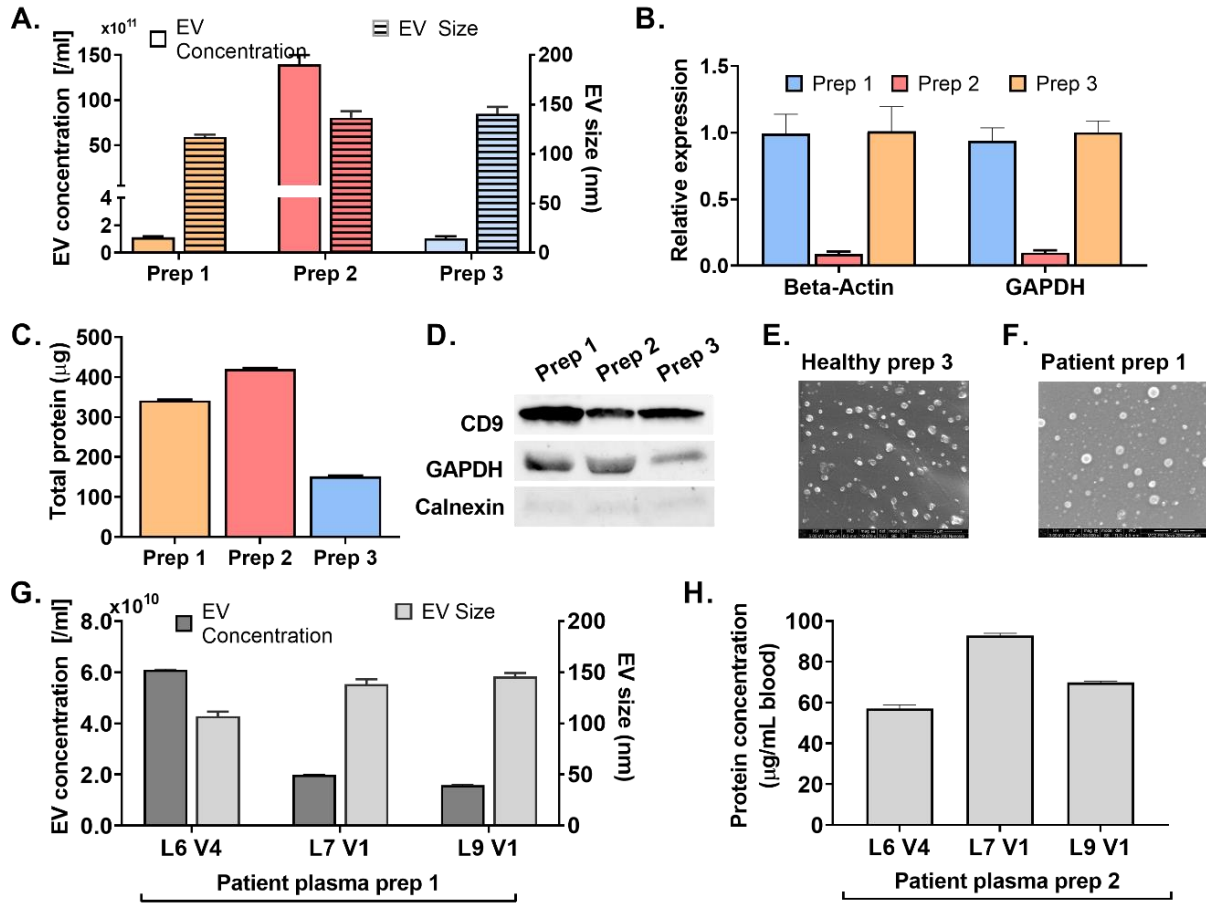 A.
x10¹¹
EV Concentration
EV Size
EV concentration [/ml]
150
100
50
4
2
0
200
150
100
50
0
EV size (nm)
Prep 1
Prep 2
Prep 3
B.
Relative expression
1.5
1.0
0.5
0.0
Prep 1
Prep 2
Prep 3
Beta-Actin
GAPDH
C.
Total protein (μg)
500
400
300
200
100
0
Prep 1
Prep 2
Prep 3
D.
Prep 1
Prep 2
Prep 3
CD9
GAPDH
Calnexin
E.
Healthy prep 3
F.
Patient prep 1
G.
x10¹⁰
EV
Concentration
EV Size
EV concentration [/ml]
8.0
6.0
4.0
2.0
0.0
200
150
100
50
0
EV size (nm)
L6 V4
L7 V1
L9 V1
Patient plasma prep 1
H.
Protein concentration
(μg/mL blood)
100
80
60
40
20
0
L6 V4
L7 V1
L9 V1
Patient plasma prep 2